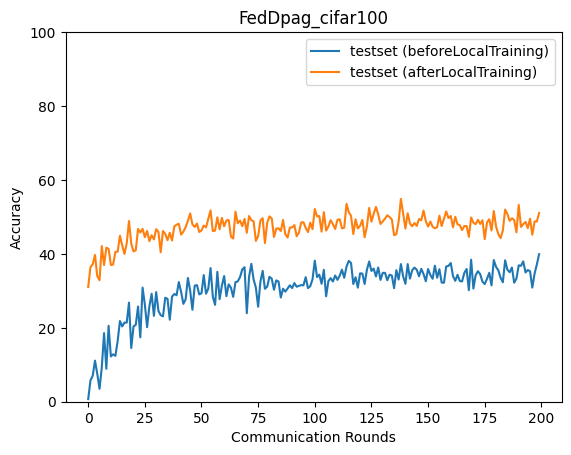 FedDpag_cifar100
testset (beforeLocalTraining)
testset (afterLocalTraining)
Accuracy
100
80
60
40
20
0
0 25 50 75 100 125 150 175 200
Communication Rounds